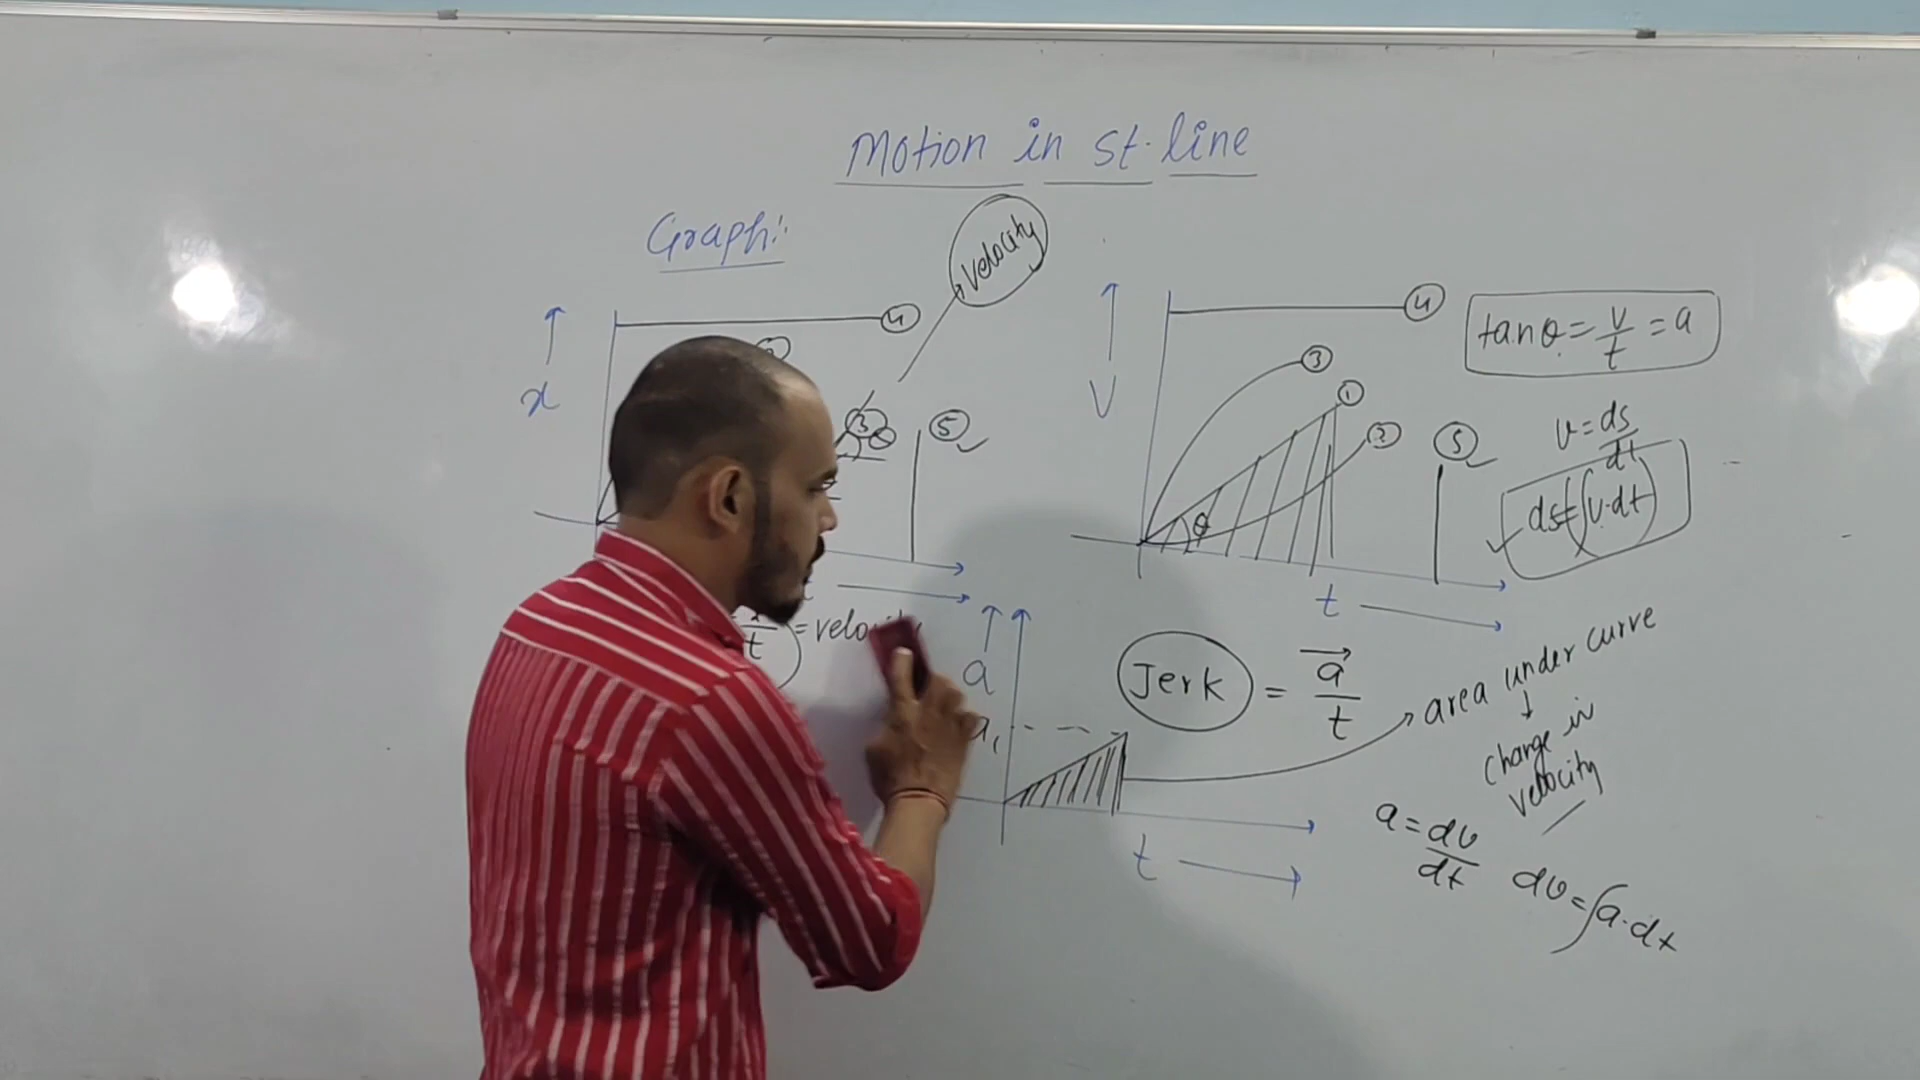 Motion in st. line
Graph:
velocity
x
4
3
5
x/t = velocity
V
4
3
1
2
5
θ
t
tanθ = v/t = a
v = ds/dt
ds = ∫(v.dt)
a
a₁
t
Jerk = a⃗/t
area under curve
↓
change in
velocity
a = dv/dt
dv = ∫a.dt